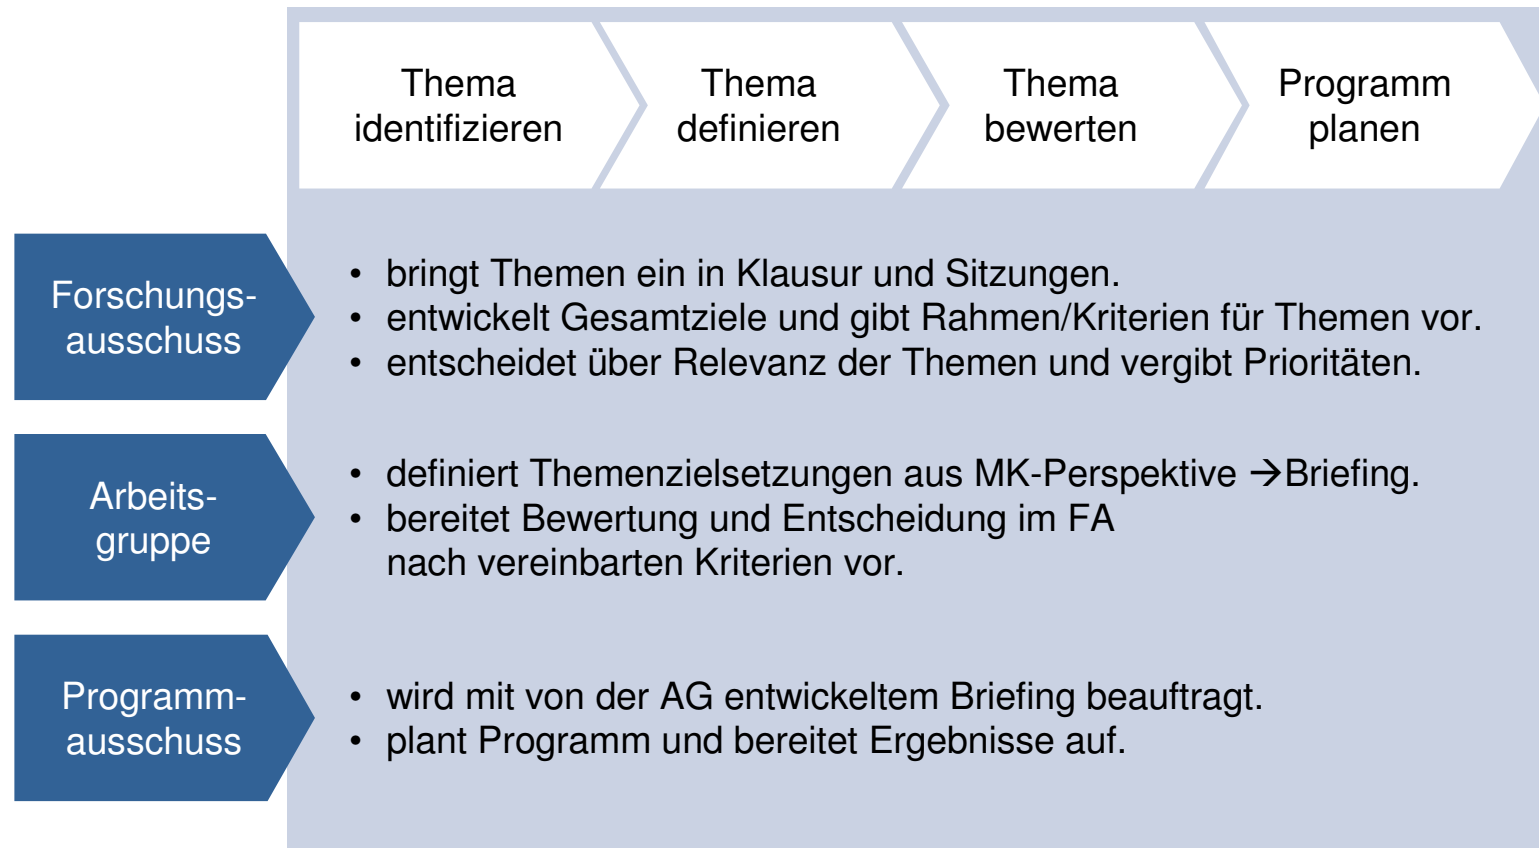 Thema
identifizieren
Thema
definieren
Thema
bewerten
Programm
planen
Forschungs-
ausschuss
• bringt Themen ein in Klausur und Sitzungen.
• entwickelt Gesamtziele und gibt Rahmen/Kriterien für Themen vor.
• entscheidet über Relevanz der Themen und vergibt Prioritäten.
Arbeits-
gruppe
• definiert Themenzielsetzungen aus MK-Perspektive →Briefing.
• bereitet Bewertung und Entscheidung im FA
nach vereinbarten Kriterien vor.
Programm-
ausschuss
• wird mit von der AG entwickeltem Briefing beauftragt.
• plant Programm und bereitet Ergebnisse auf.